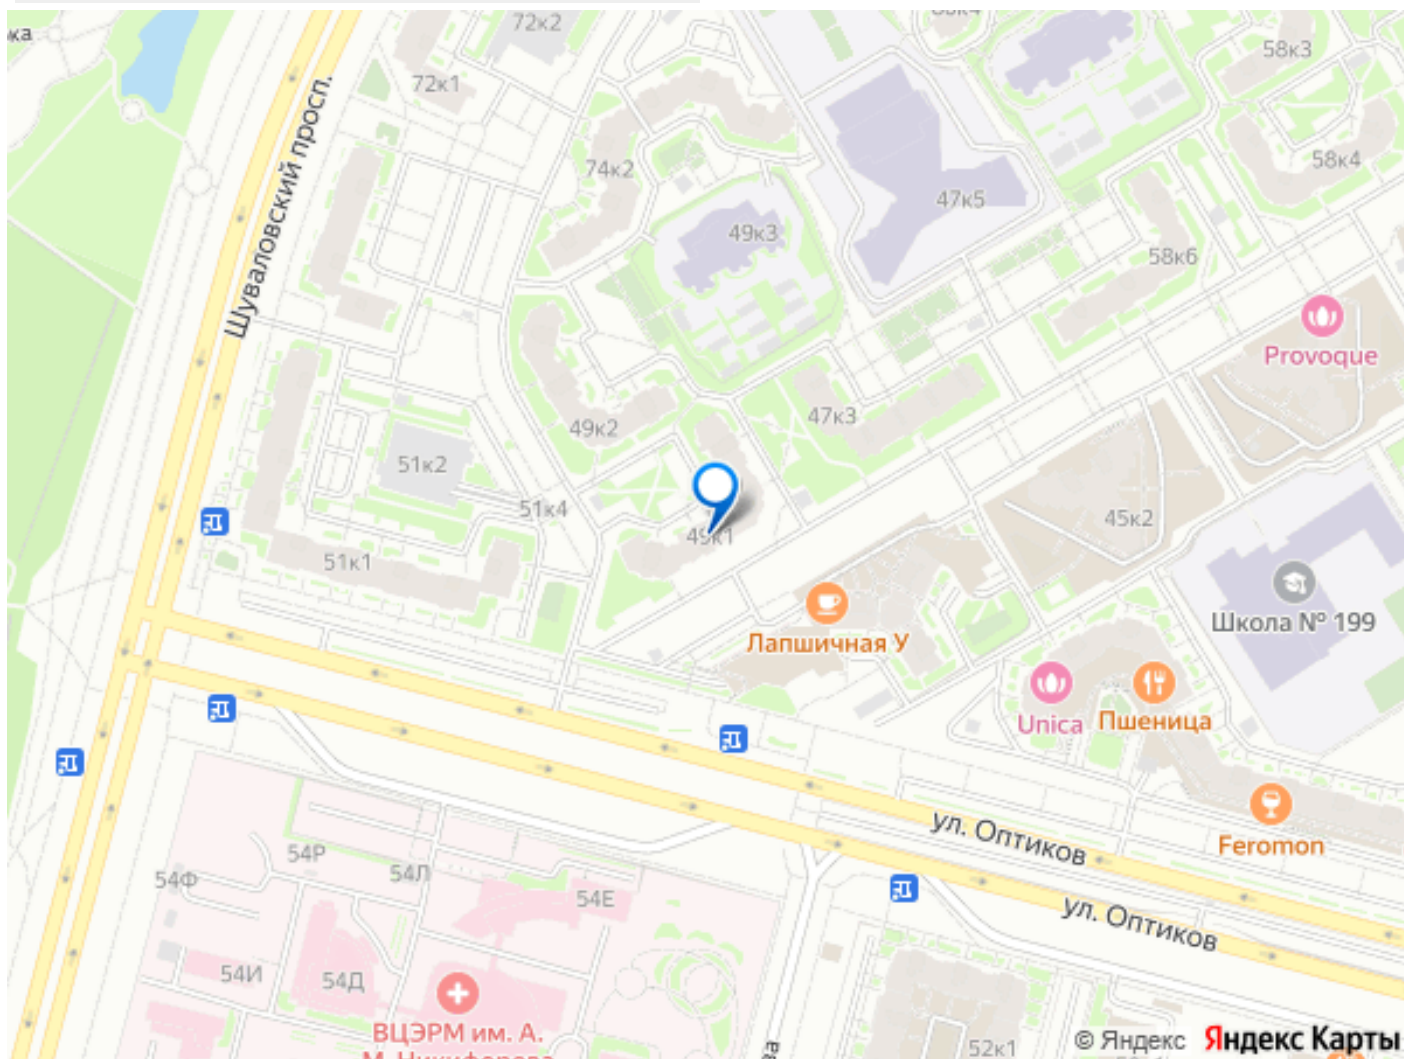 72к2
58к3
72к1
Шуваловский просп.
58к4
74к2
47к5
49к3
58к6
Provoque
47к3
49к2
51к2
51к4
45к2
49к1
51к1
Школа № 199
Лапшичная У
Unica
Пшеница
ул. Оптиков
Feromon
54Р
54Л
54Ф
54Е
ул. Оптиков
54И
54Д
ВЦЭРМ им. А.
М. Никифорова
52к1
© Яндекс Яндекс Карты